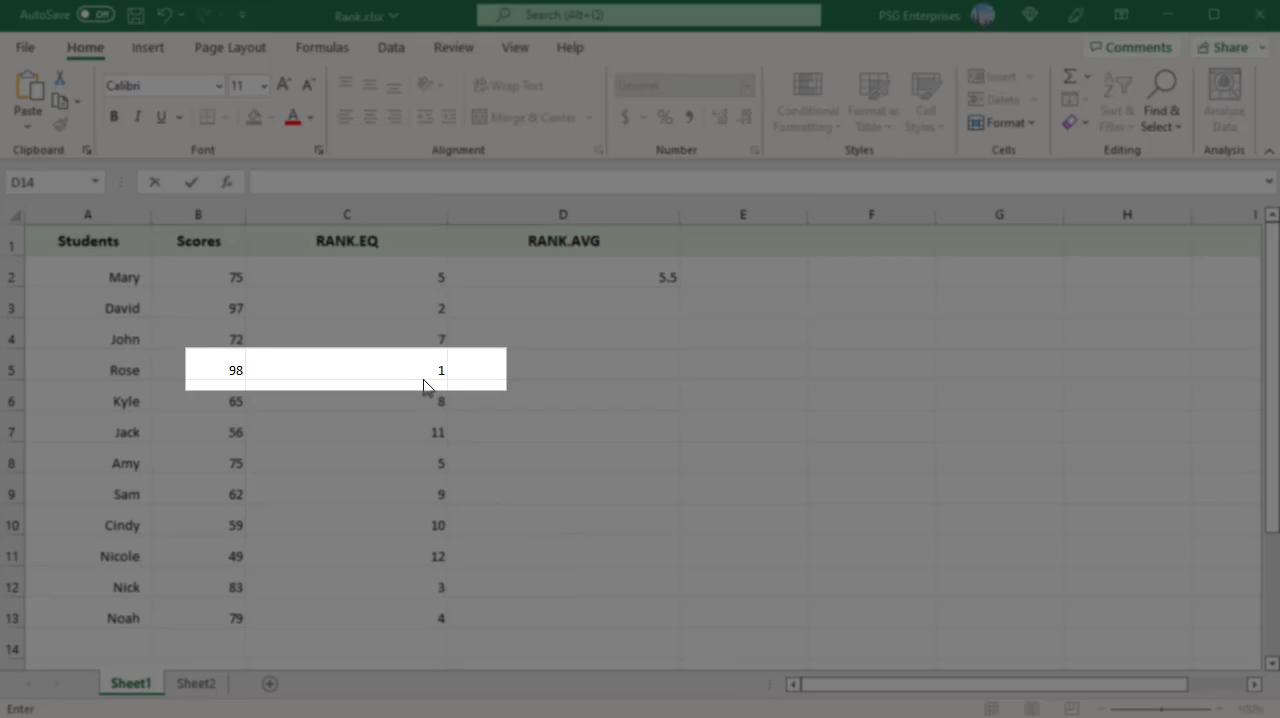 AutoSave Off Rank.xlsx Search (Alt+Q) PSG Enterprises
File Home Insert Page Layout Formulas Data Review View Help Comments Share
Calibri 11 Wrap Text General Insert Σ
Paste B I U Merge & Center $ % 9 Conditional Formatting Format as Table Cell Styles Delete Format Sort & Filter Find & Select Analyze Data
Clipboard Font Alignment Number Styles Cells Editing Analysis
D14 fx
A B C D E F G H I
1 Students Scores RANK.EQ RANK.AVG
2 Mary 75 5 5.5
3 David 97 2
4 John 72 7
5 Rose 98 1
6 Kyle 65 8
7 Jack 56 11
8 Amy 75 5
9 Sam 62 9
10 Cindy 59 10
11 Nicole 49 12
12 Nick 83 3
13 Noah 79 4
14
Sheet1 Sheet2
Enter 100%